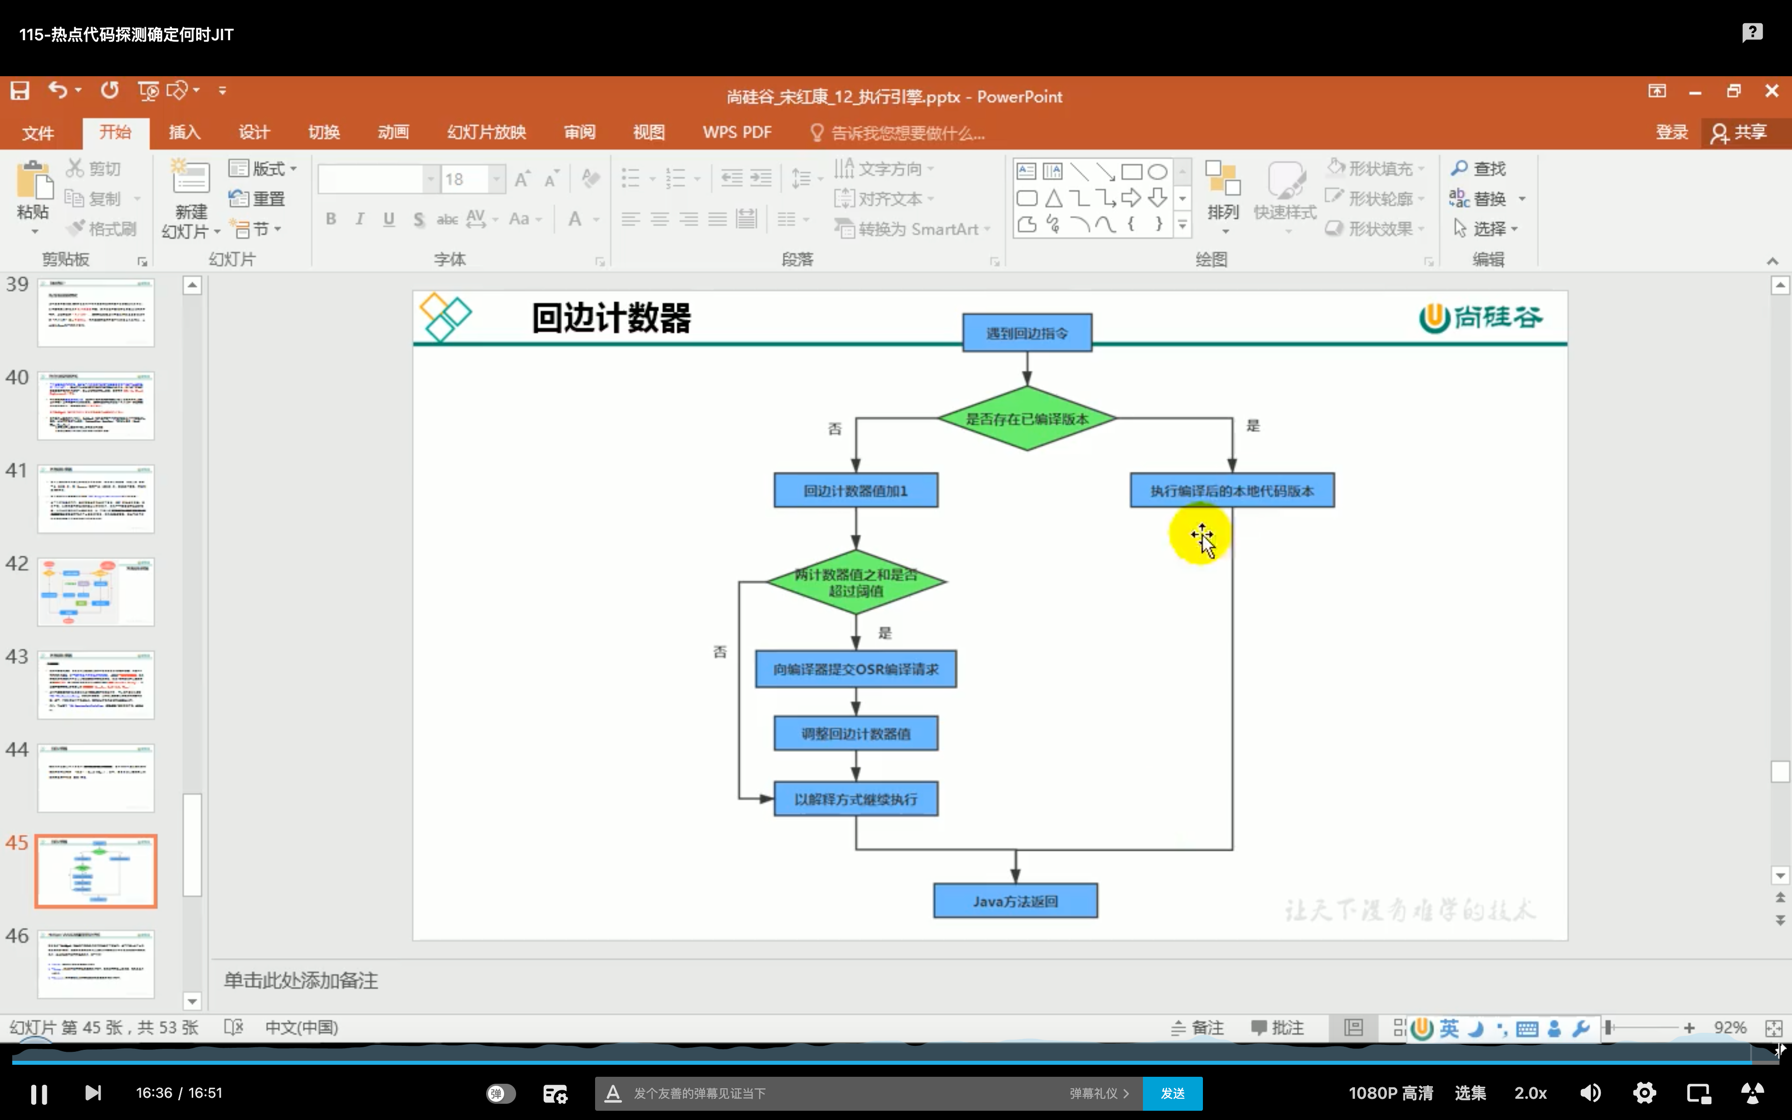 115-热点代码探测确定何时JIT
尚硅谷_宋红康_12_执行引擎.pptx - PowerPoint
文件 开始 插入 设计 切换 动画 幻灯片放映 审阅 视图 WPS PDF 告诉我您想要做什么... 登录 共享
粘贴 剪切 复制 格式刷 剪贴板
新建 幻灯片 版式 重置 节 幻灯片
18 B I U S abc AV Aa A 字体
文字方向 对齐文本 转换为 SmartArt 段落
排列 快速样式 形状填充 形状轮廓 形状效果 绘图
查找 替换 选择 编辑
39
40
41
42
43
44
45
46
回边计数器
尚硅谷
遇到回边指令
是否存在已编译版本
否
是
回边计数器值加1
执行编译后的本地代码版本
两计数器值之和是否
超过阈值
是
否
向编译器提交OSR编译请求
调整回边计数器值
以解释方式继续执行
Java方法返回
让天下没有难学的技术
单击此处添加备注
幻灯片 第 45 张，共 53 张 中文(中国) 备注 批注 英 92%
16:36 / 16:51 弹 发个友善的弹幕见证当下 弹幕礼仪 发送 1080P 高清 选集 2.0x